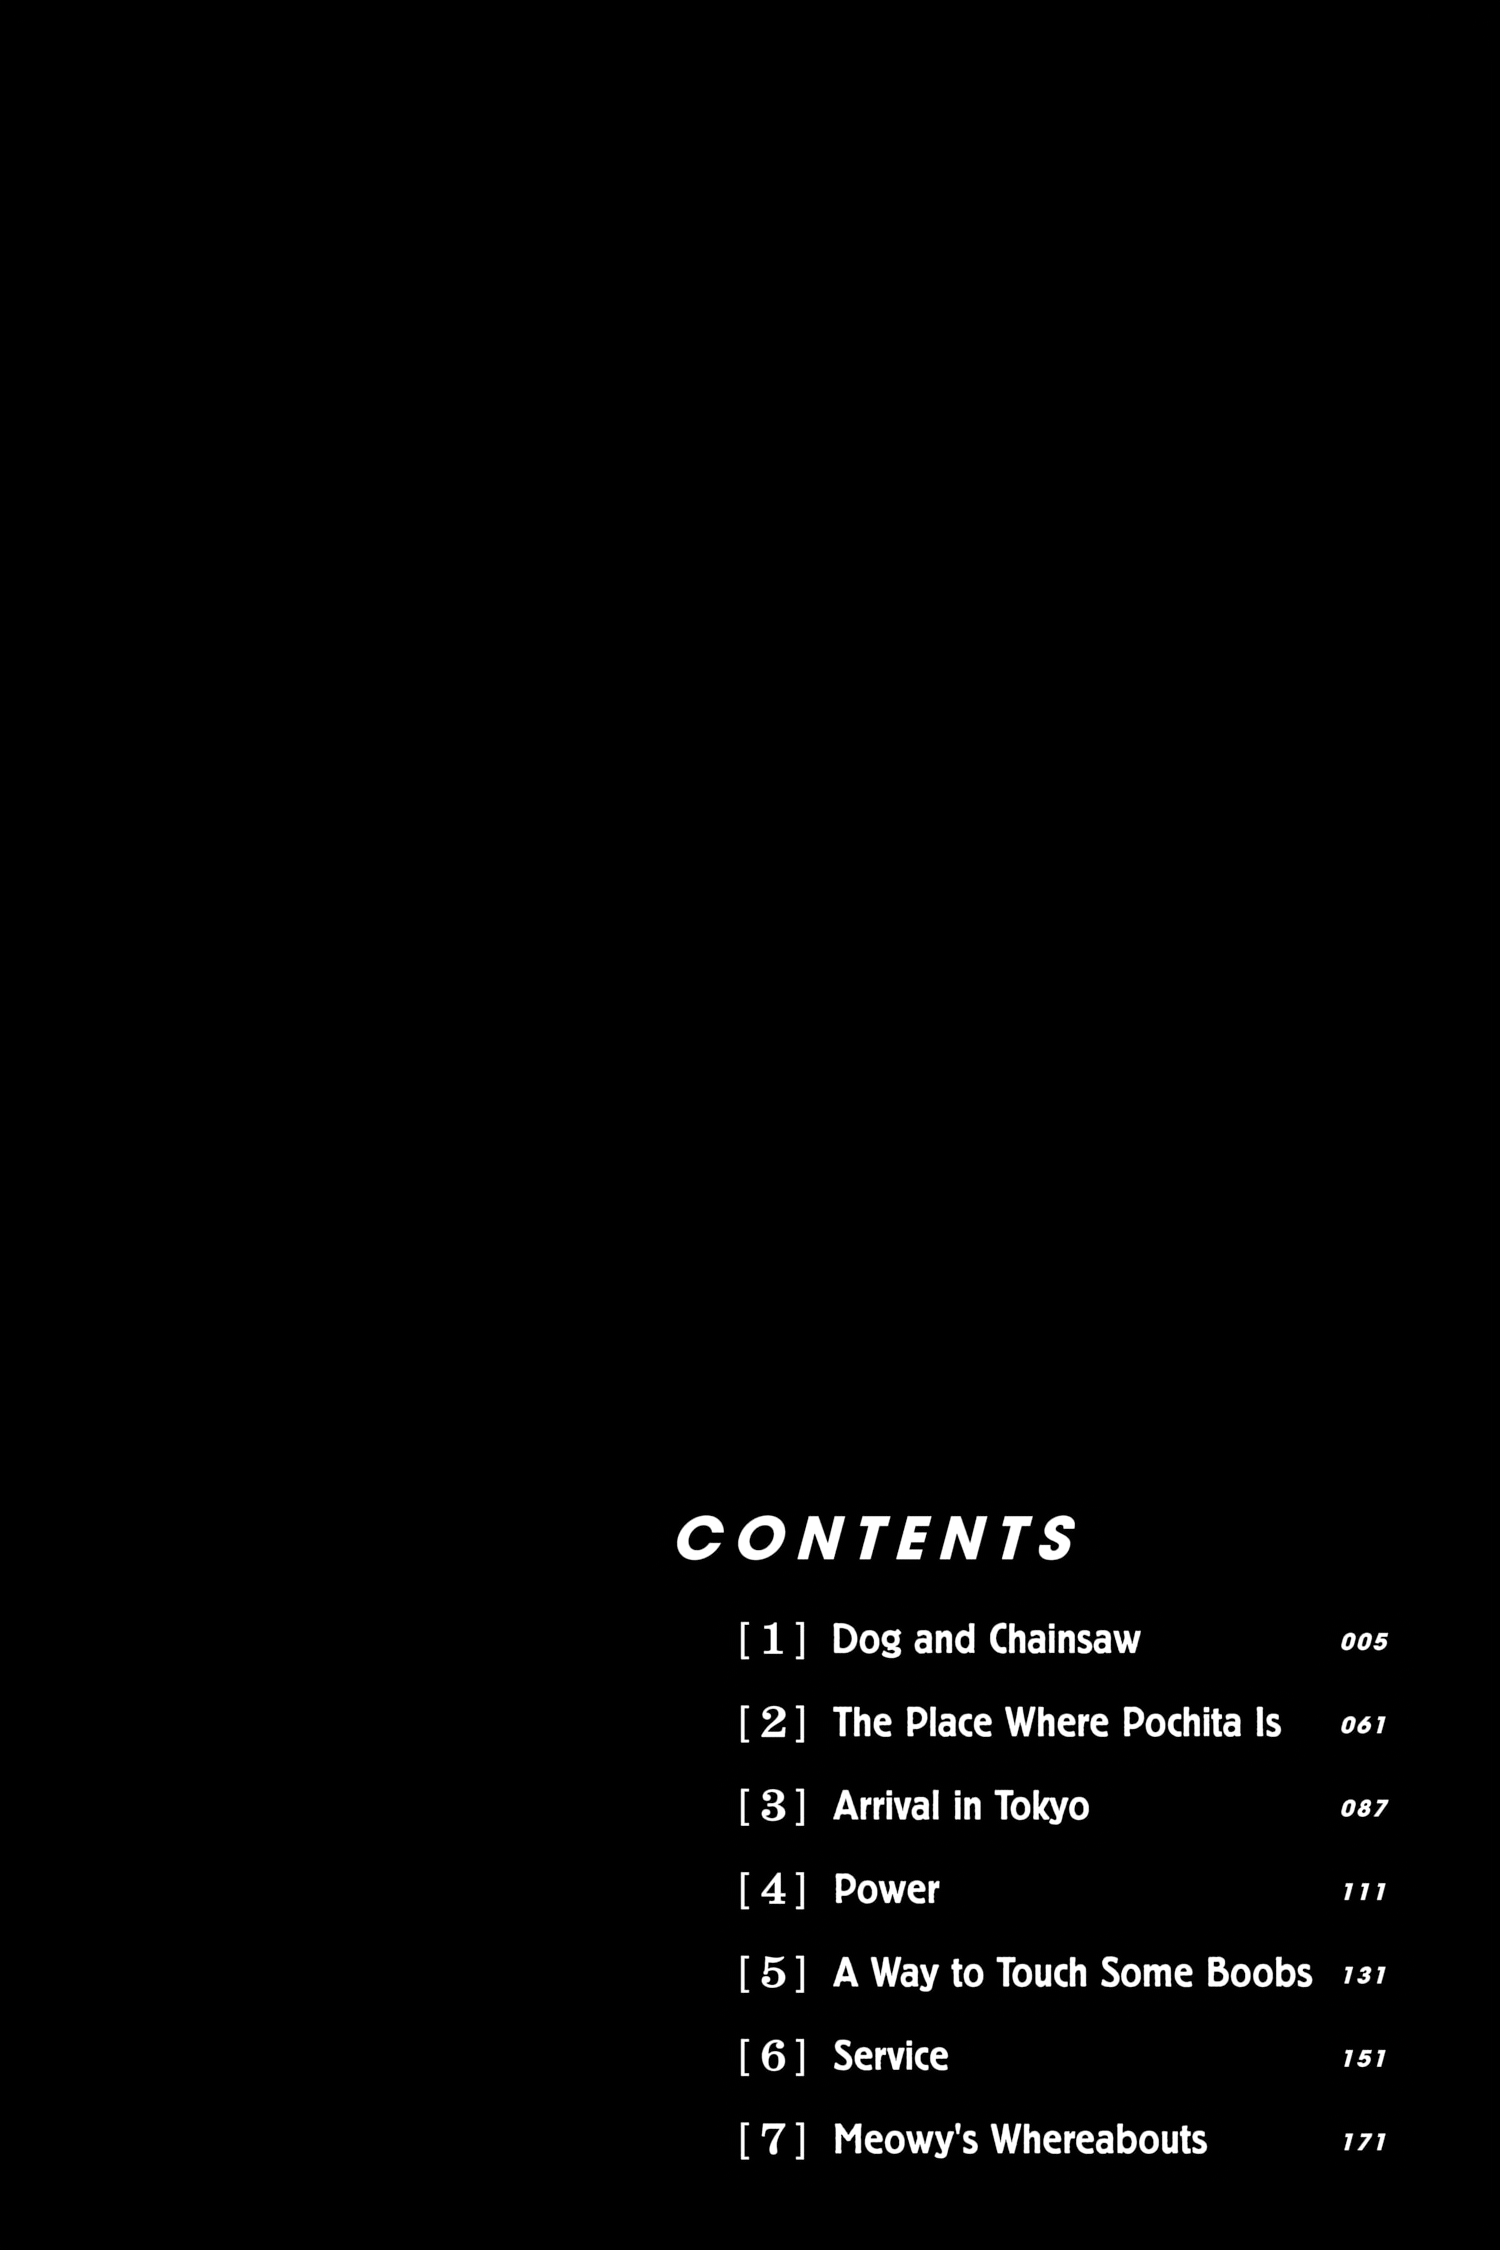 CONTENTS
[1] Dog and Chainsaw 005
[2] The Place Where Pochita Is 061
[3] Arrival in Tokyo 087
[4] Power 111
[5] A Way to Touch Some Boobs 131
[6] Service 151
[7] Meowy's Whereabouts 171